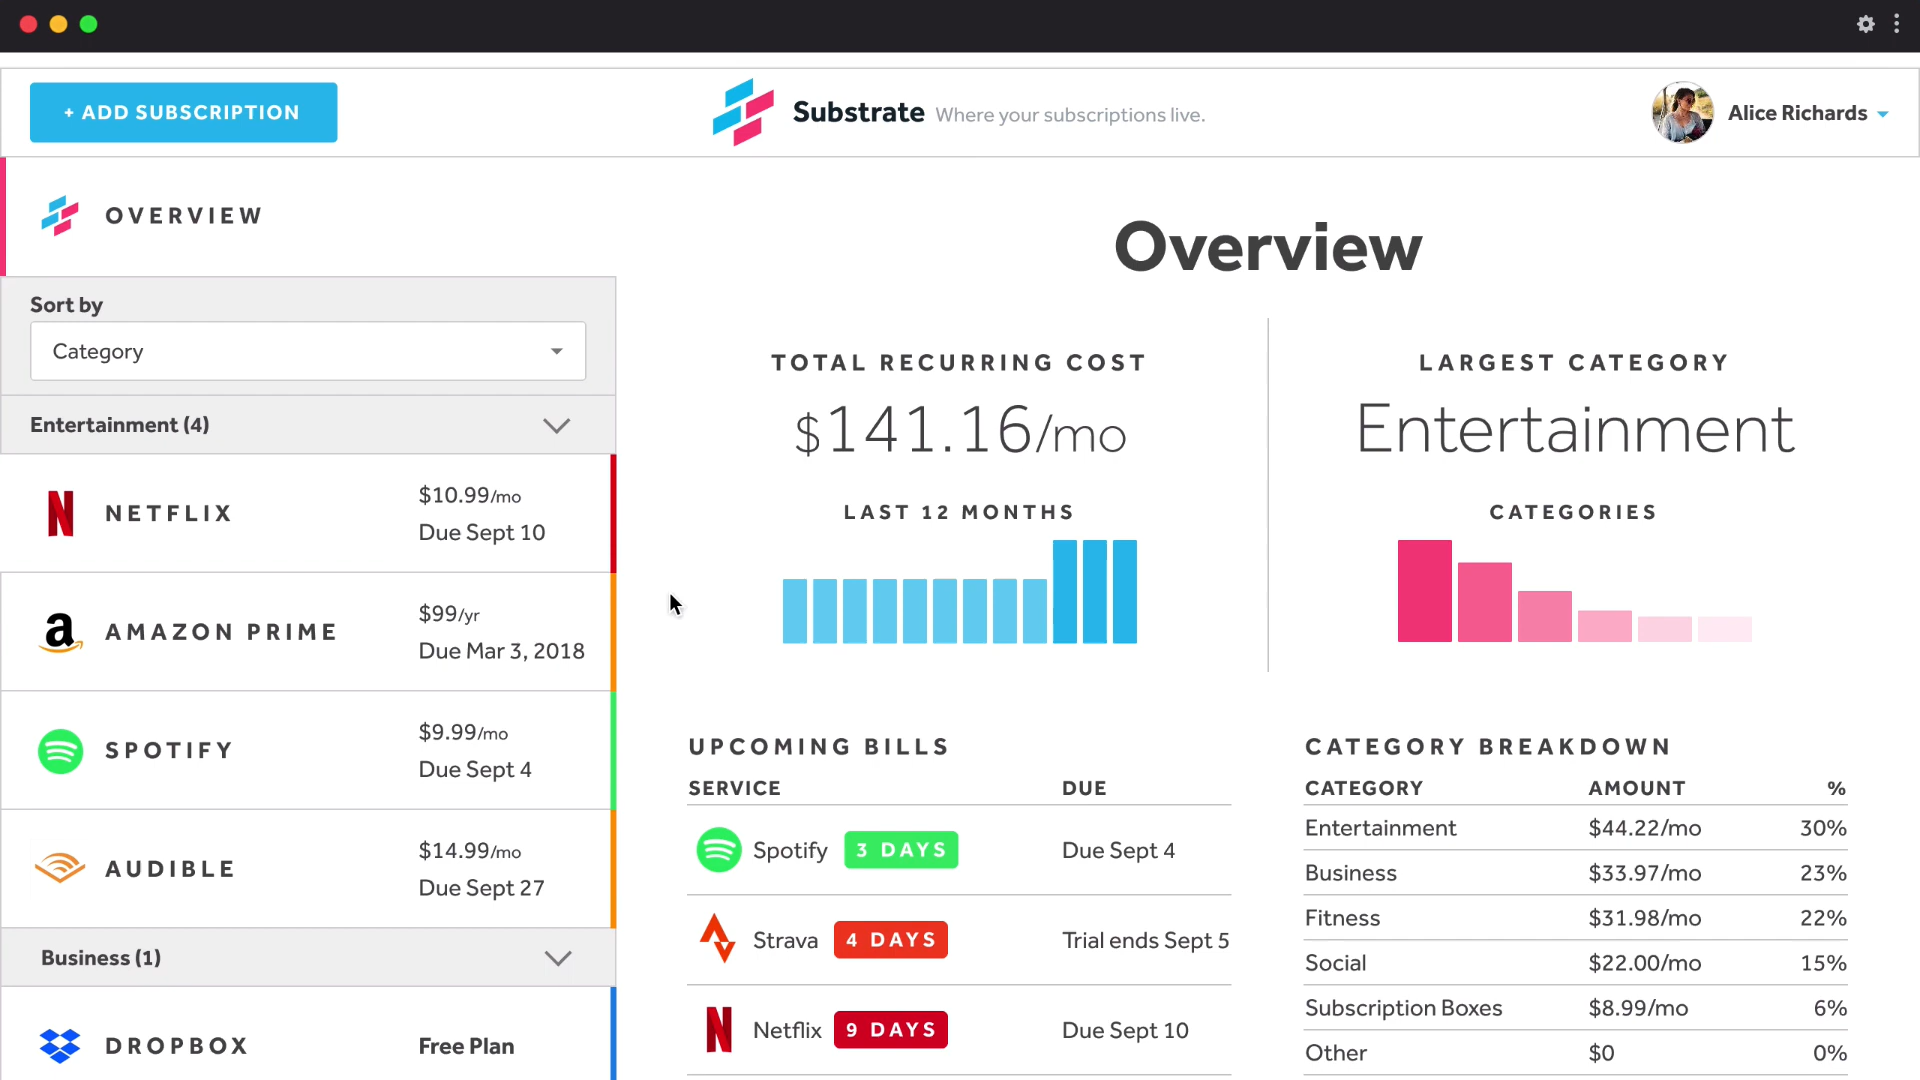 + ADD SUBSCRIPTION
Substrate Where your subscriptions live.
Alice Richards
OVERVIEW
Sort by
Category
Entertainment (4)
NETFLIX
$10.99/mo
Due Sept 10
AMAZON PRIME
$99/yr
Due Mar 3, 2018
SPOTIFY
$9.99/mo
Due Sept 4
AUDIBLE
$14.99/mo
Due Sept 27
Business (1)
DROPBOX
Free Plan
Overview
TOTAL RECURRING COST
$141.16/mo
LAST 12 MONTHS
LARGEST CATEGORY
Entertainment
CATEGORIES
UPCOMING BILLS
SERVICE DUE
Spotify 3 DAYS Due Sept 4
Strava 4 DAYS Trial ends Sept 5
Netflix 9 DAYS Due Sept 10
CATEGORY BREAKDOWN
CATEGORY AMOUNT %
Entertainment $44.22/mo 30%
Business $33.97/mo 23%
Fitness $31.98/mo 22%
Social $22.00/mo 15%
Subscription Boxes $8.99/mo 6%
Other $0 0%